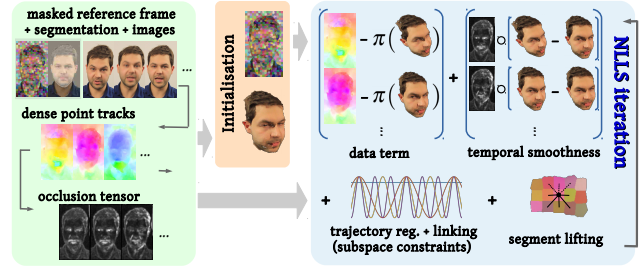 masked reference frame
+ segmentation + images
...
dense point tracks
...
occlusion tensor
...
Initialisation
− π( )
− π( )
...
data term
+
−
−
...
temporal smoothness
NLLS iteration
+
trajectory reg. + linking
(subspace constraints)
+
segment lifting